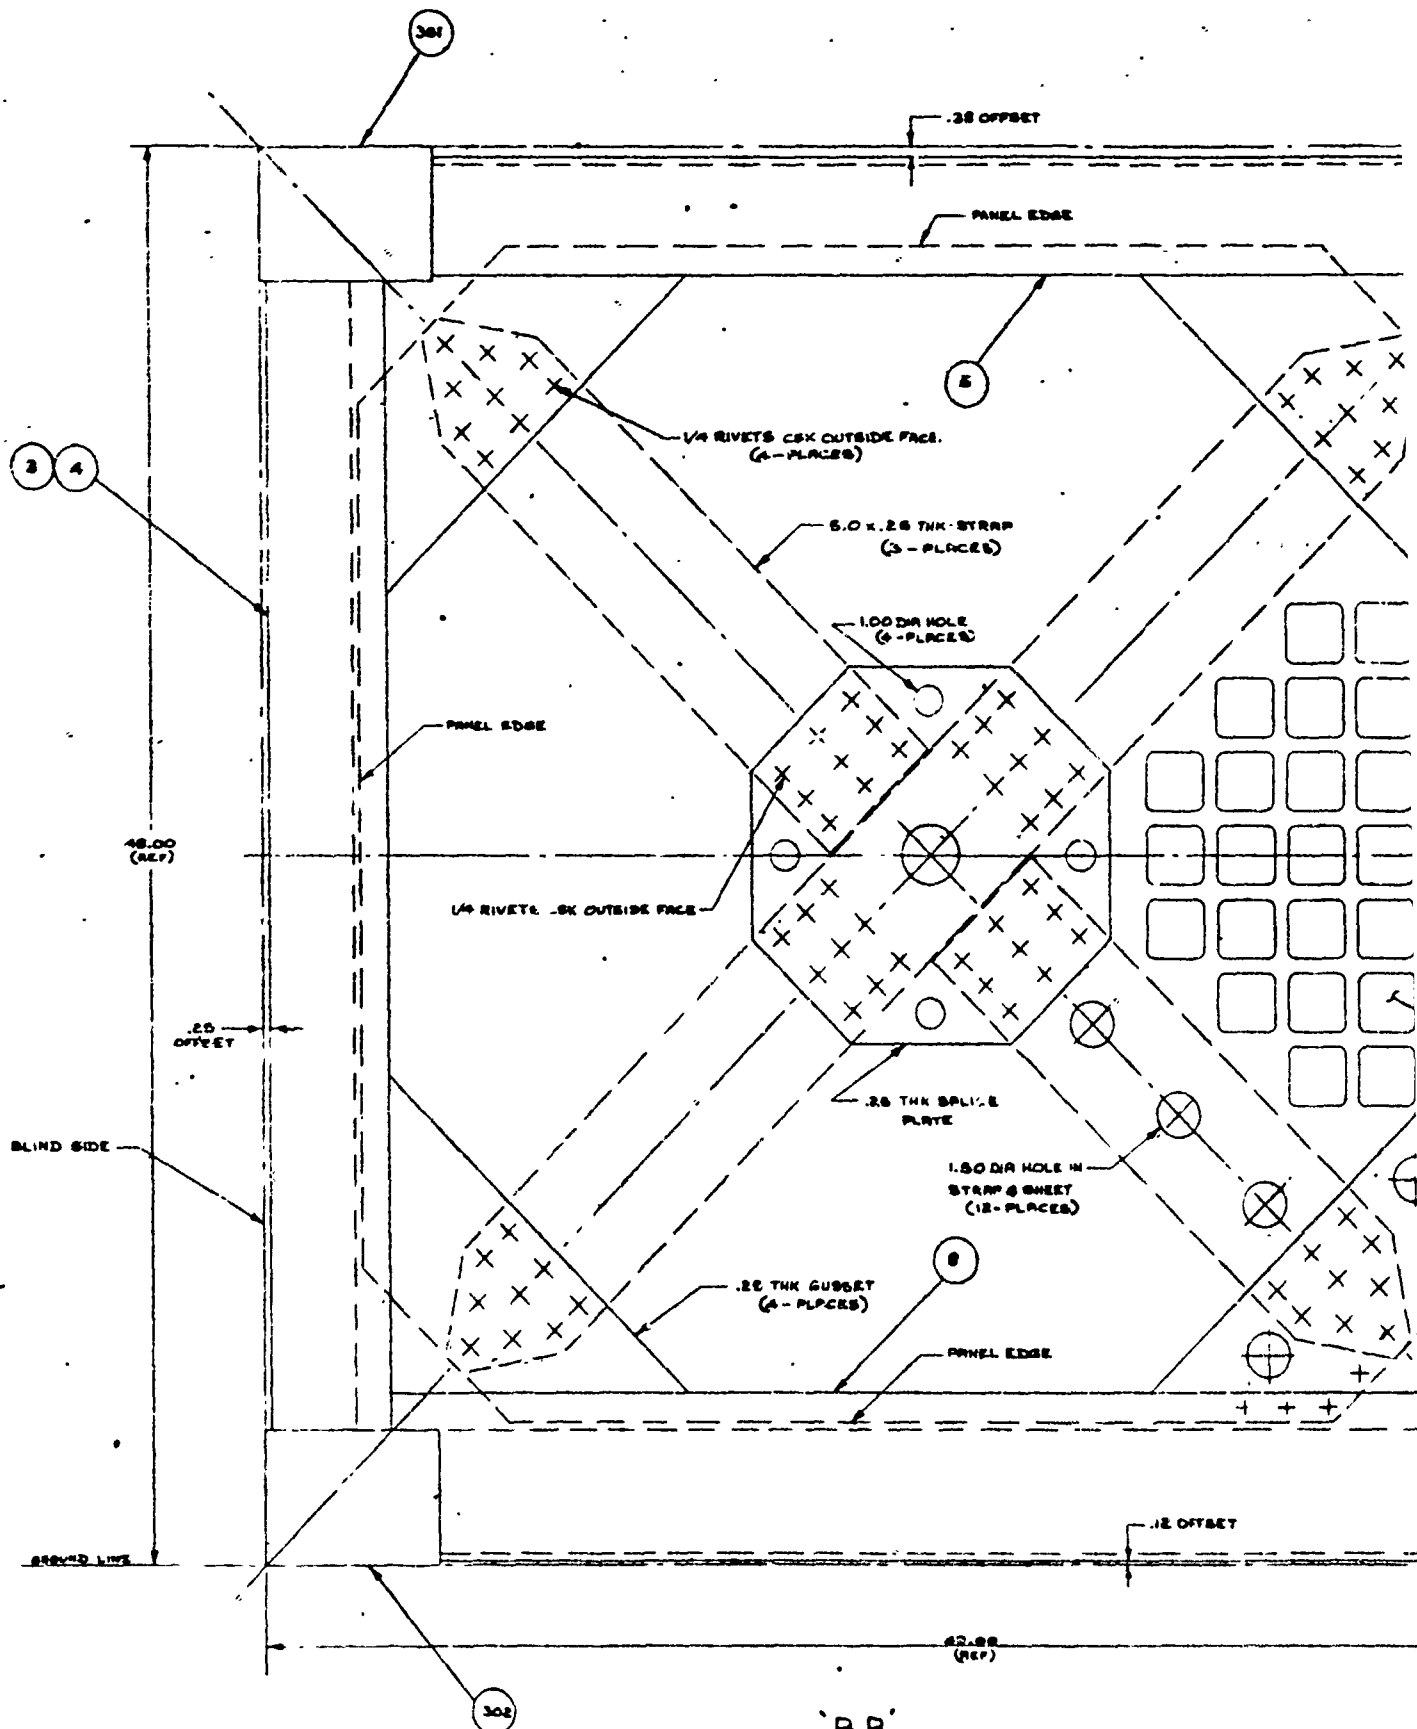 301
.25 OFFSET
PANEL EDGE
5
1/4 RIVETS CSK OUTSIDE FACE.
(4-PLACES)
3 4
5.0 x .25 THK-STRAP
(3-PLACES)
1.00 DIA HOLE
(4-PLACES)
PANEL EDGE
48.00
(REF)
1/4 RIVETS CSK OUTSIDE FACE
.25
OFFSET
.25 THK SPLICE
PLATE
BLIND SIDE
1.50 DIA HOLE IN
STRAP & SHEET
(12-PLACES)
.25 THK GUSSET
(4-PLACES)
PANEL EDGE
.12 OFFSET
GROUND LINE
(REF)
302